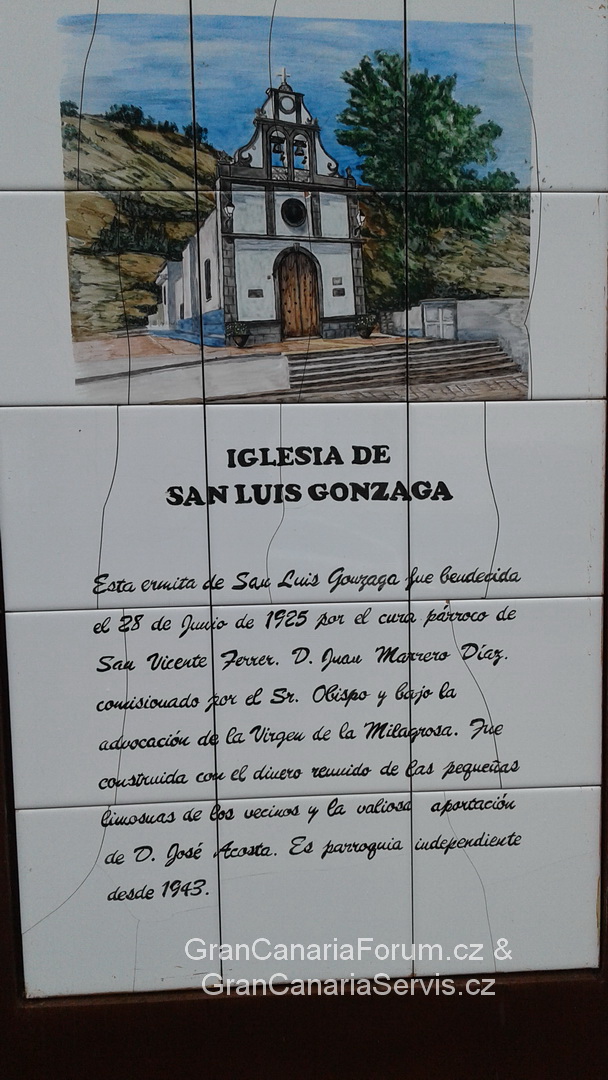 IGLESIA DE
SAN LUIS GONZAGA
Esta ermita de San Luis Gonzaga fue bendecida
el 28 de Junio de 1925 por el cura párroco de
San Vicente Ferrer. D. Juan Marrero Díaz.
comisionado por el Sr. Obispo y bajo la
advocación de la Virgen de la Milagrosa. Fue
construida con el dinero reunido de las pequeñas
limosnas de los vecinos y la valiosa aportación
de D. José Acosta. Es parroquia independiente
desde 1943.
GranCanariaForum.cz &
GranCanariaServis.cz